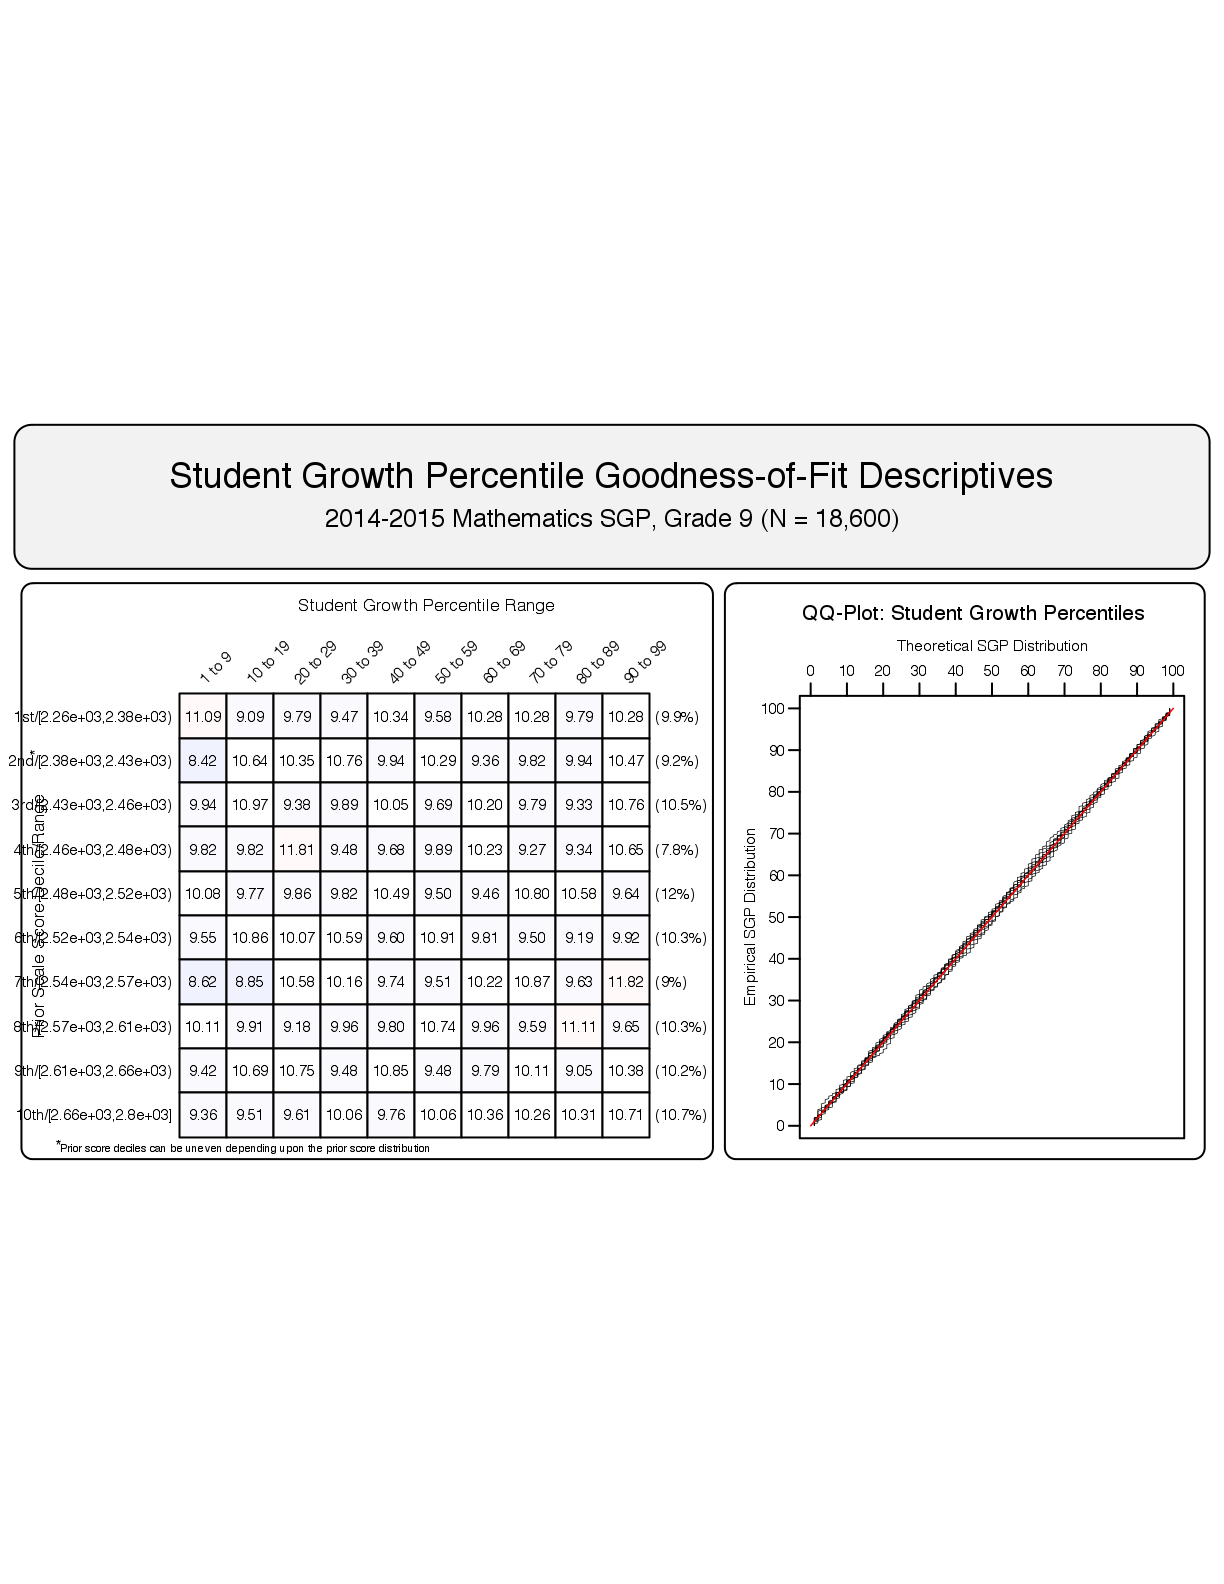 Student Growth Percentile Goodness-of-Fit Descriptives
2014-2015 Mathematics SGP, Grade 9 (N = 18,600)
Student Growth Percentile Range
1 to 9 10 to 19 20 to 29 30 to 39 40 to 49 50 to 59 60 to 69 70 to 79 80 to 89 90 to 99
Prior Scale Score Decile/Range
1st/[2.26e+03,2.38e+03) 11.09 9.09 9.79 9.47 10.34 9.58 10.28 10.28 9.79 10.28 (9.9%)
*
2nd/[2.38e+03,2.43e+03) 8.42 10.64 10.35 10.76 9.94 10.29 9.36 9.82 9.94 10.47 (9.2%)
3rd/[2.43e+03,2.46e+03) 9.94 10.97 9.38 9.89 10.05 9.69 10.20 9.79 9.33 10.76 (10.5%)
4th/[2.46e+03,2.48e+03) 9.82 9.82 11.81 9.48 9.68 9.89 10.23 9.27 9.34 10.65 (7.8%)
5th/[2.48e+03,2.52e+03) 10.08 9.77 9.86 9.82 10.49 9.50 9.46 10.80 10.58 9.64 (12%)
6th/[2.52e+03,2.54e+03) 9.55 10.86 10.07 10.59 9.60 10.91 9.81 9.50 9.19 9.92 (10.3%)
7th/[2.54e+03,2.57e+03) 8.62 8.85 10.58 10.16 9.74 9.51 10.22 10.87 9.63 11.82 (9%)
8th/[2.57e+03,2.61e+03) 10.11 9.91 9.18 9.96 9.80 10.74 9.96 9.59 11.11 9.65 (10.3%)
9th/[2.61e+03,2.66e+03) 9.42 10.69 10.75 9.48 10.85 9.48 9.79 10.11 9.05 10.38 (10.2%)
10th/[2.66e+03,2.8e+03] 9.36 9.51 9.61 10.06 9.76 10.06 10.36 10.26 10.31 10.71 (10.7%)
*Prior score deciles can be uneven depending upon the prior score distribution
QQ-Plot: Student Growth Percentiles
Theoretical SGP Distribution
0 10 20 30 40 50 60 70 80 90 100
Empirical SGP Distribution
100
90
80
70
60
50
40
30
20
10
0